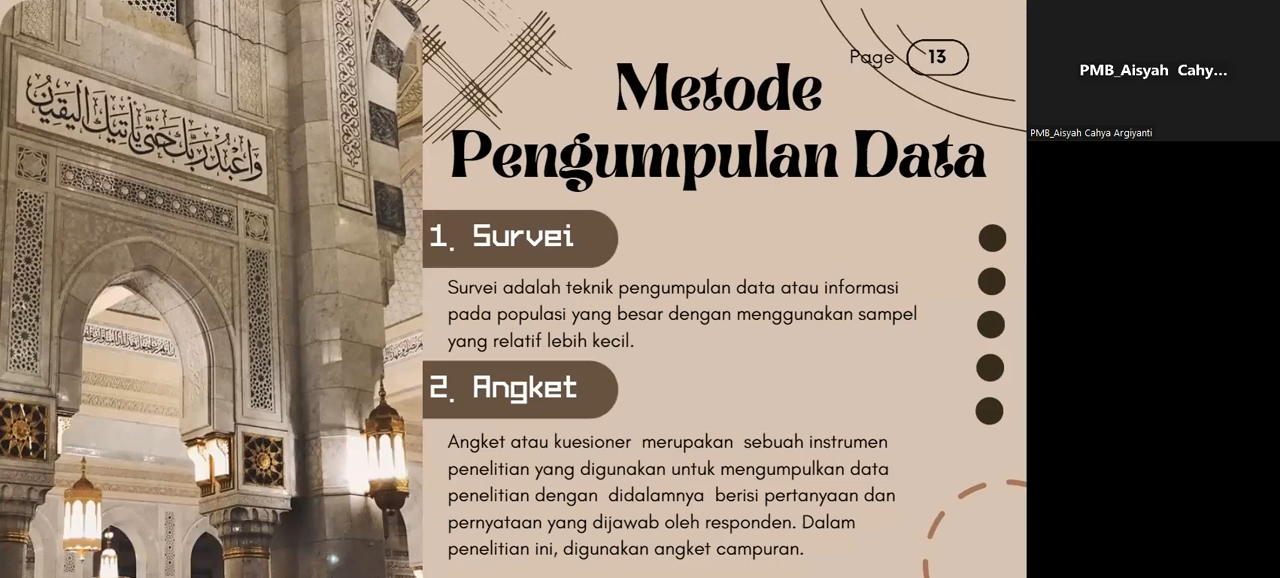 وَاعْبُدْ رَبَّكَ حَتَّىٰ يَأْتِيَكَ الْيَقِينُ
Page 13
Metode
Pengumpulan Data
1. Survei
Survei adalah teknik pengumpulan data atau informasi
pada populasi yang besar dengan menggunakan sampel
yang relatif lebih kecil.
2. Angket
Angket atau kuesioner merupakan sebuah instrumen
penelitian yang digunakan untuk mengumpulkan data
penelitian dengan didalamnya berisi pertanyaan dan
pernyataan yang dijawab oleh responden. Dalam
penelitian ini, digunakan angket campuran.
PMB_Aisyah Cahy...
PMB_Aisyah Cahya Argiyanti